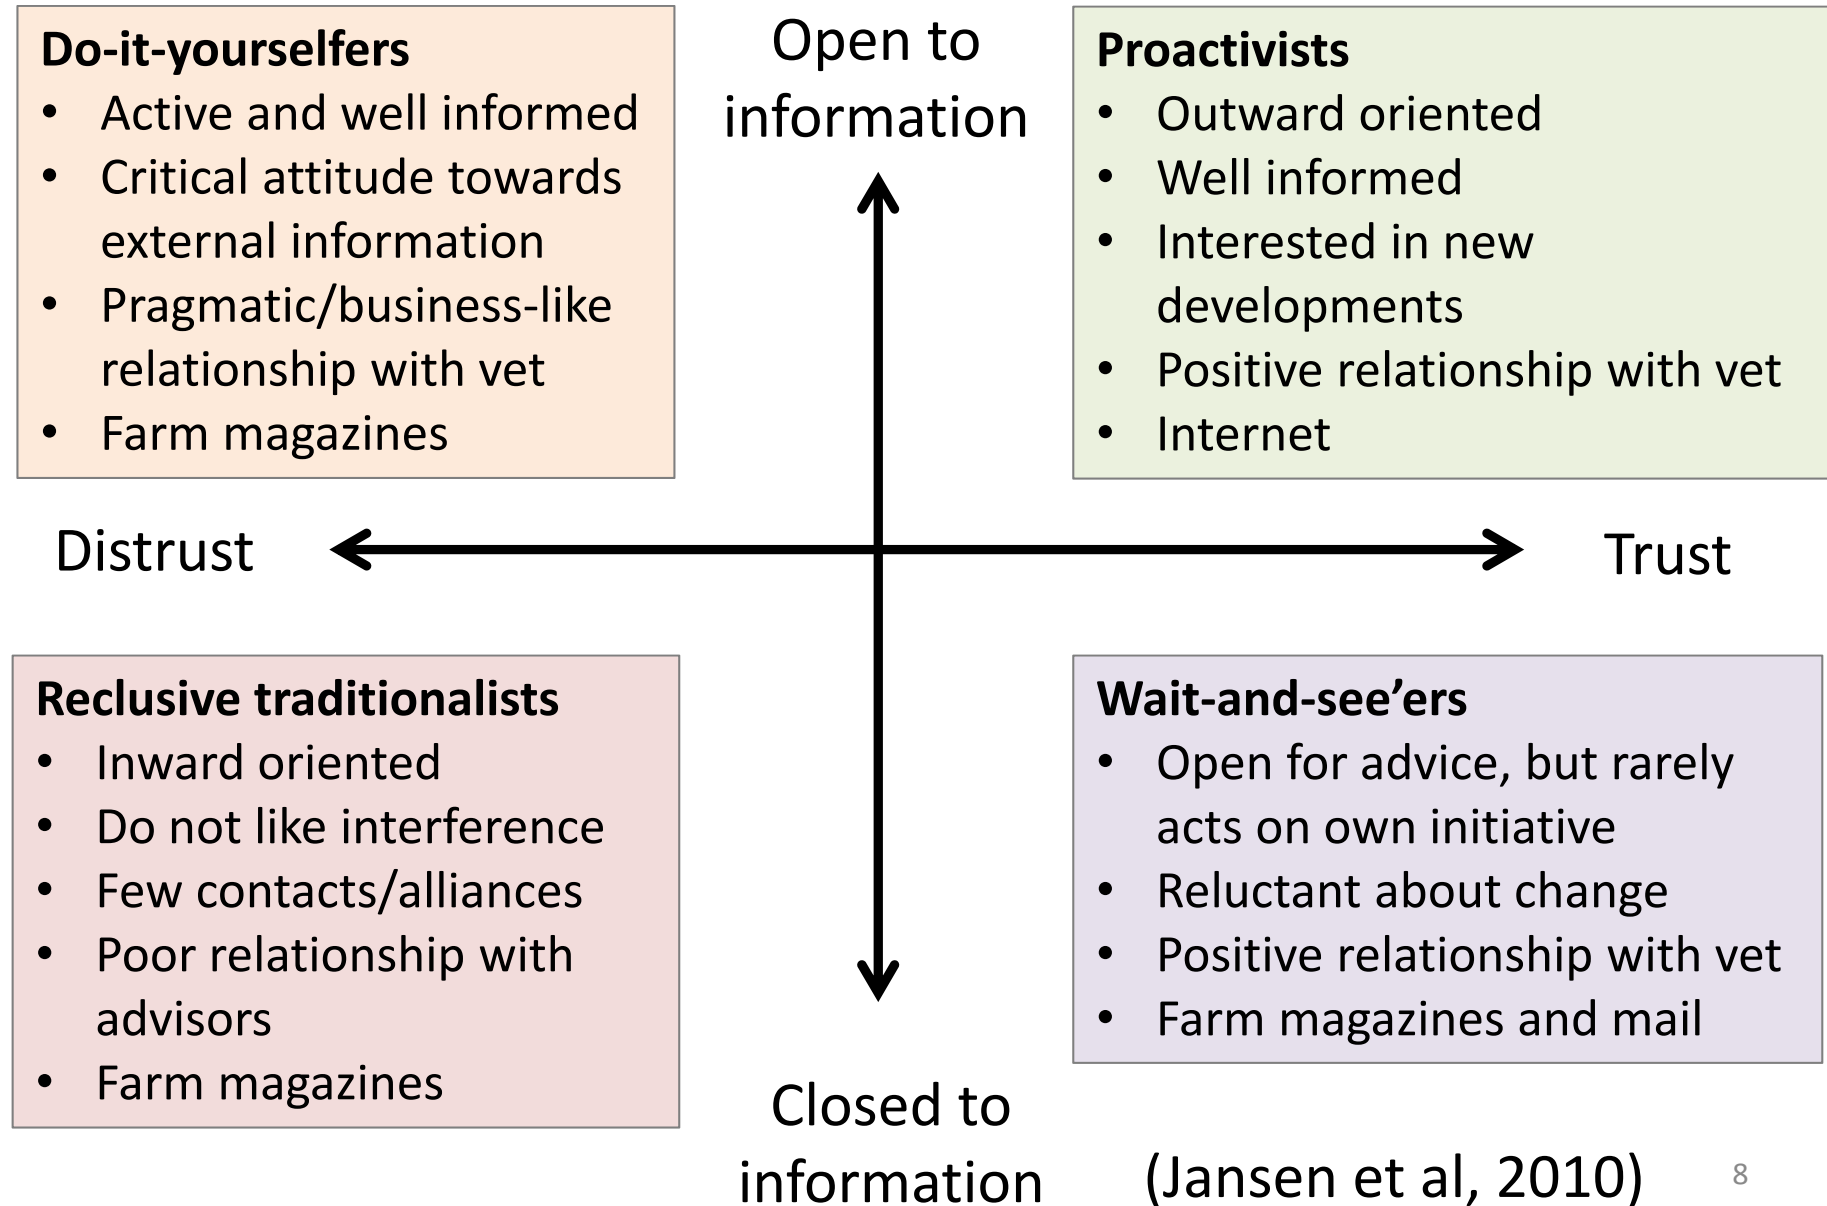 Do-it-yourselfers
• Active and well informed
• Critical attitude towards
external information
• Pragmatic/business-like
relationship with vet
• Farm magazines
Open to
information
Proactivists
• Outward oriented
• Well informed
• Interested in new
developments
• Positive relationship with vet
• Internet
Distrust
Trust
Reclusive traditionalists
• Inward oriented
• Do not like interference
• Few contacts/alliances
• Poor relationship with
advisors
• Farm magazines
Wait-and-see’ers
• Open for advice, but rarely
acts on own initiative
• Reluctant about change
• Positive relationship with vet
• Farm magazines and mail
Closed to
information
(Jansen et al, 2010)
8